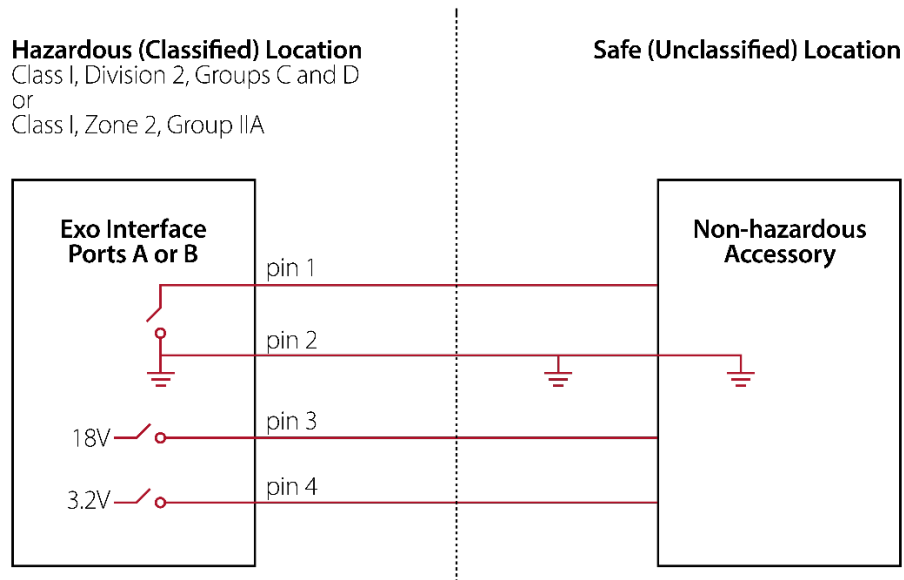 Hazardous (Classified) Location
Class I, Division 2, Groups C and D
or
Class I, Zone 2, Group IIA
Safe (Unclassified) Location
Exo Interface
Ports A or B
pin 1
pin 2
18V
pin 3
3.2V
pin 4
Non-hazardous
Accessory